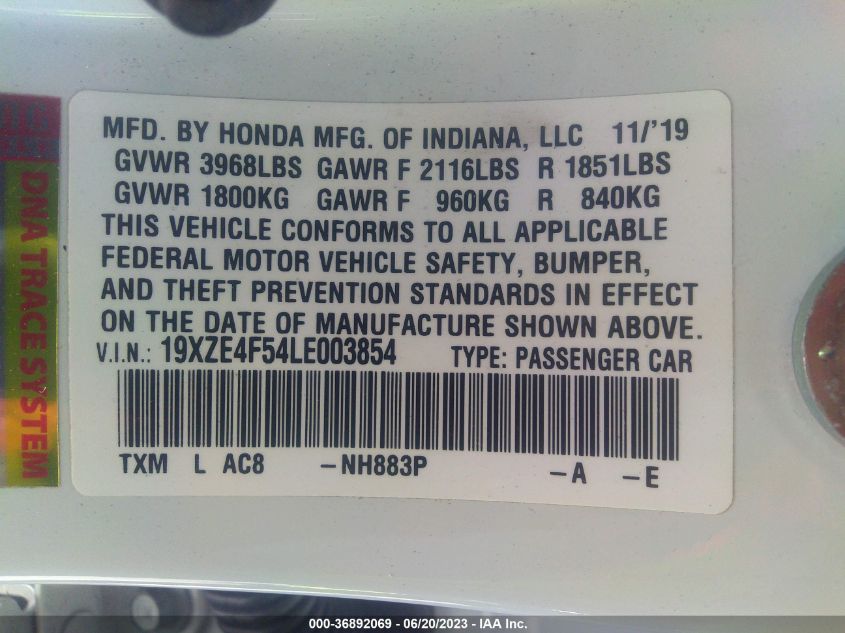 MFD. BY HONDA MFG. OF INDIANA, LLC 11/'19
GVWR 3968LBS GAWR F 2116LBS R 1851LBS
GVWR 1800KG GAWR F 960KG R 840KG
THIS VEHICLE CONFORMS TO ALL APPLICABLE
FEDERAL MOTOR VEHICLE SAFETY, BUMPER,
AND THEFT PREVENTION STANDARDS IN EFFECT
ON THE DATE OF MANUFACTURE SHOWN ABOVE.
V.I.N.: 19XZE4F54LE003854 TYPE: PASSENGER CAR
TXM L AC8 -NH883P -A -E
DNA TRACE SYSTEM
000-36892069 - 06/20/2023 - IAA Inc.